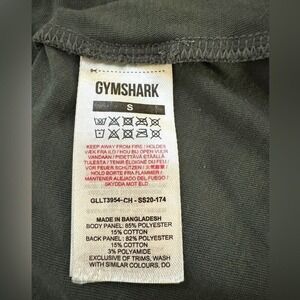 GYMSHARK
S
KEEP AWAY FROM FIRE / HOLDES
VÆK FRA ILD / HOU BIJ OPEN VUUR
VANDAAN / PIDETTÄVÄ ETÄÄLLÄ
TULESTA / TENIR ÉLOIGNÉ DU FEU /
VOR FEUER SCHÜTZEN /
HOLD BORTE FRA FLAMMER /
MANTENER ALEJADO DEL FUEGO /
SKYDDA MOT ELD
GLLT3954-CH - SS20-174
MADE IN BANGLADESH
BODY PANEL: 85% POLYESTER
15% COTTON
BACK PANEL: 82% POLYESTER
15% COTTON
3% POLYAMIDE
EXCLUSIVE OF TRIMS, WASH
WITH SIMILAR COLOURS, DO